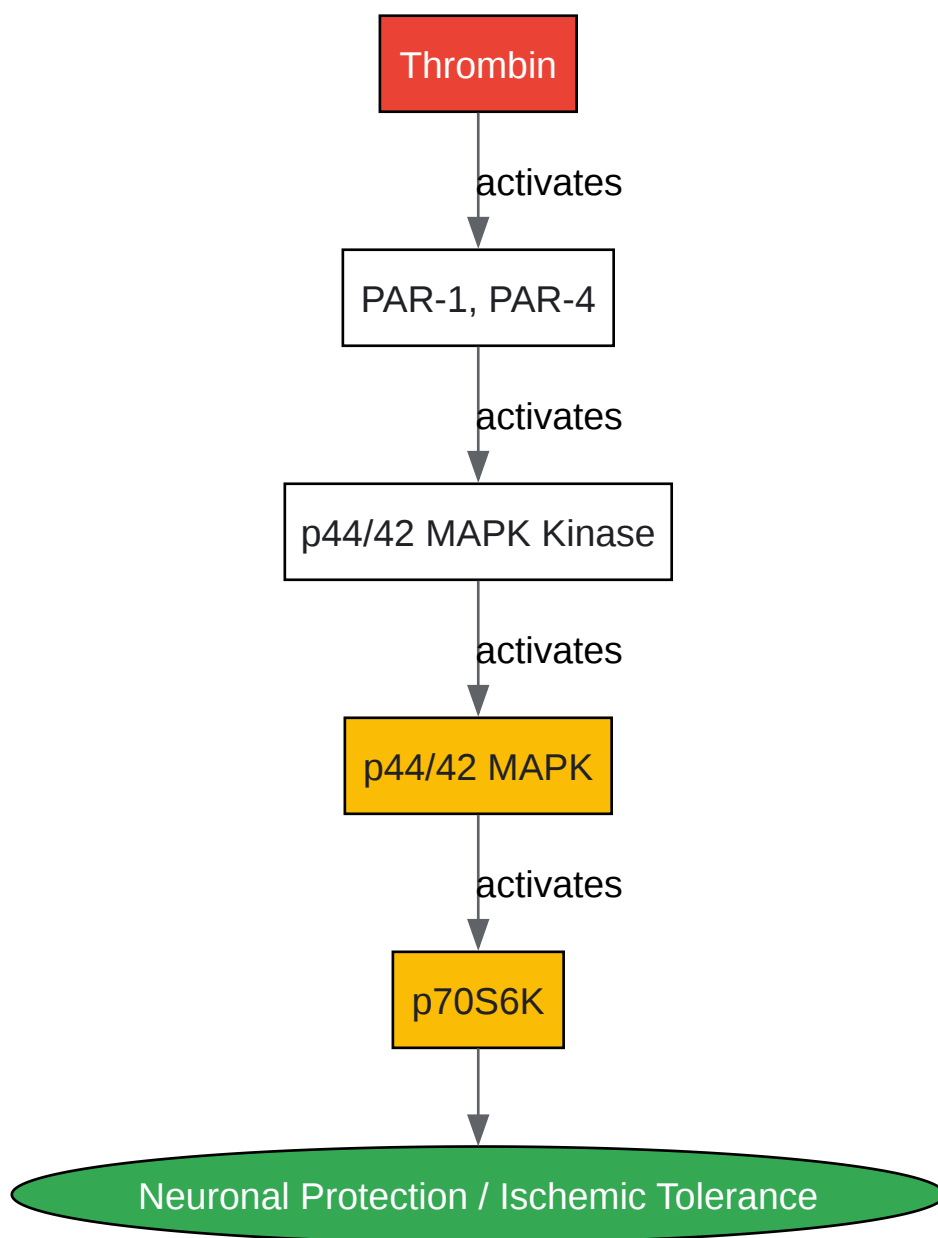 Thrombin
activates
PAR-1, PAR-4
activates
p44/42 MAPK Kinase
activates
p44/42 MAPK
activates
p70S6K
Neuronal Protection / Ischemic Tolerance